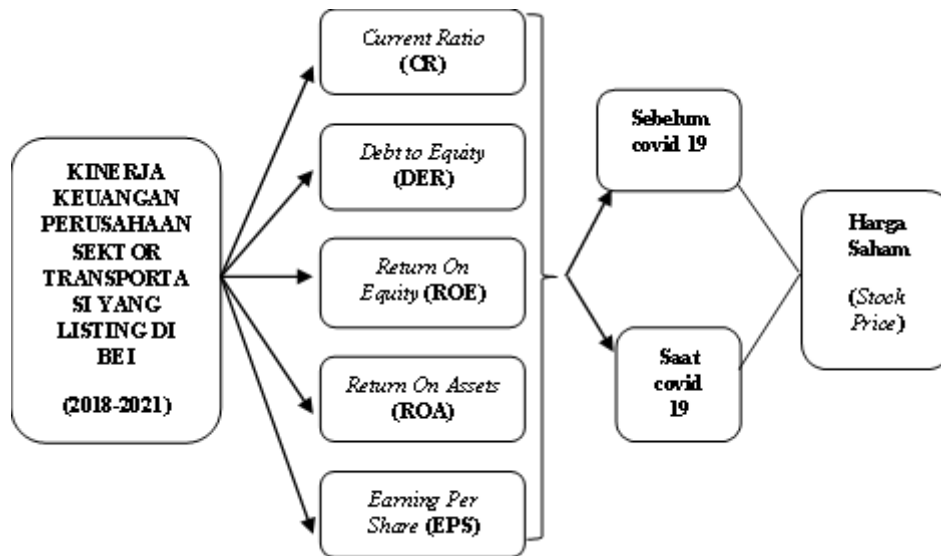 KINERJA
KEUANGAN
PERUSAHAAN
SEKTOR
TRANSPORTA
SI YANG
LISTING DI
BEI
(2018-2021)
Current Ratio
(CR)
Debt to Equity
(DER)
Return On
Equity (ROE)
Return On Assets
(ROA)
Earning Per
Share (EPS)
Sebelum
covid 19
Saat
covid
19
Harga
Saham
(Stock
Price)